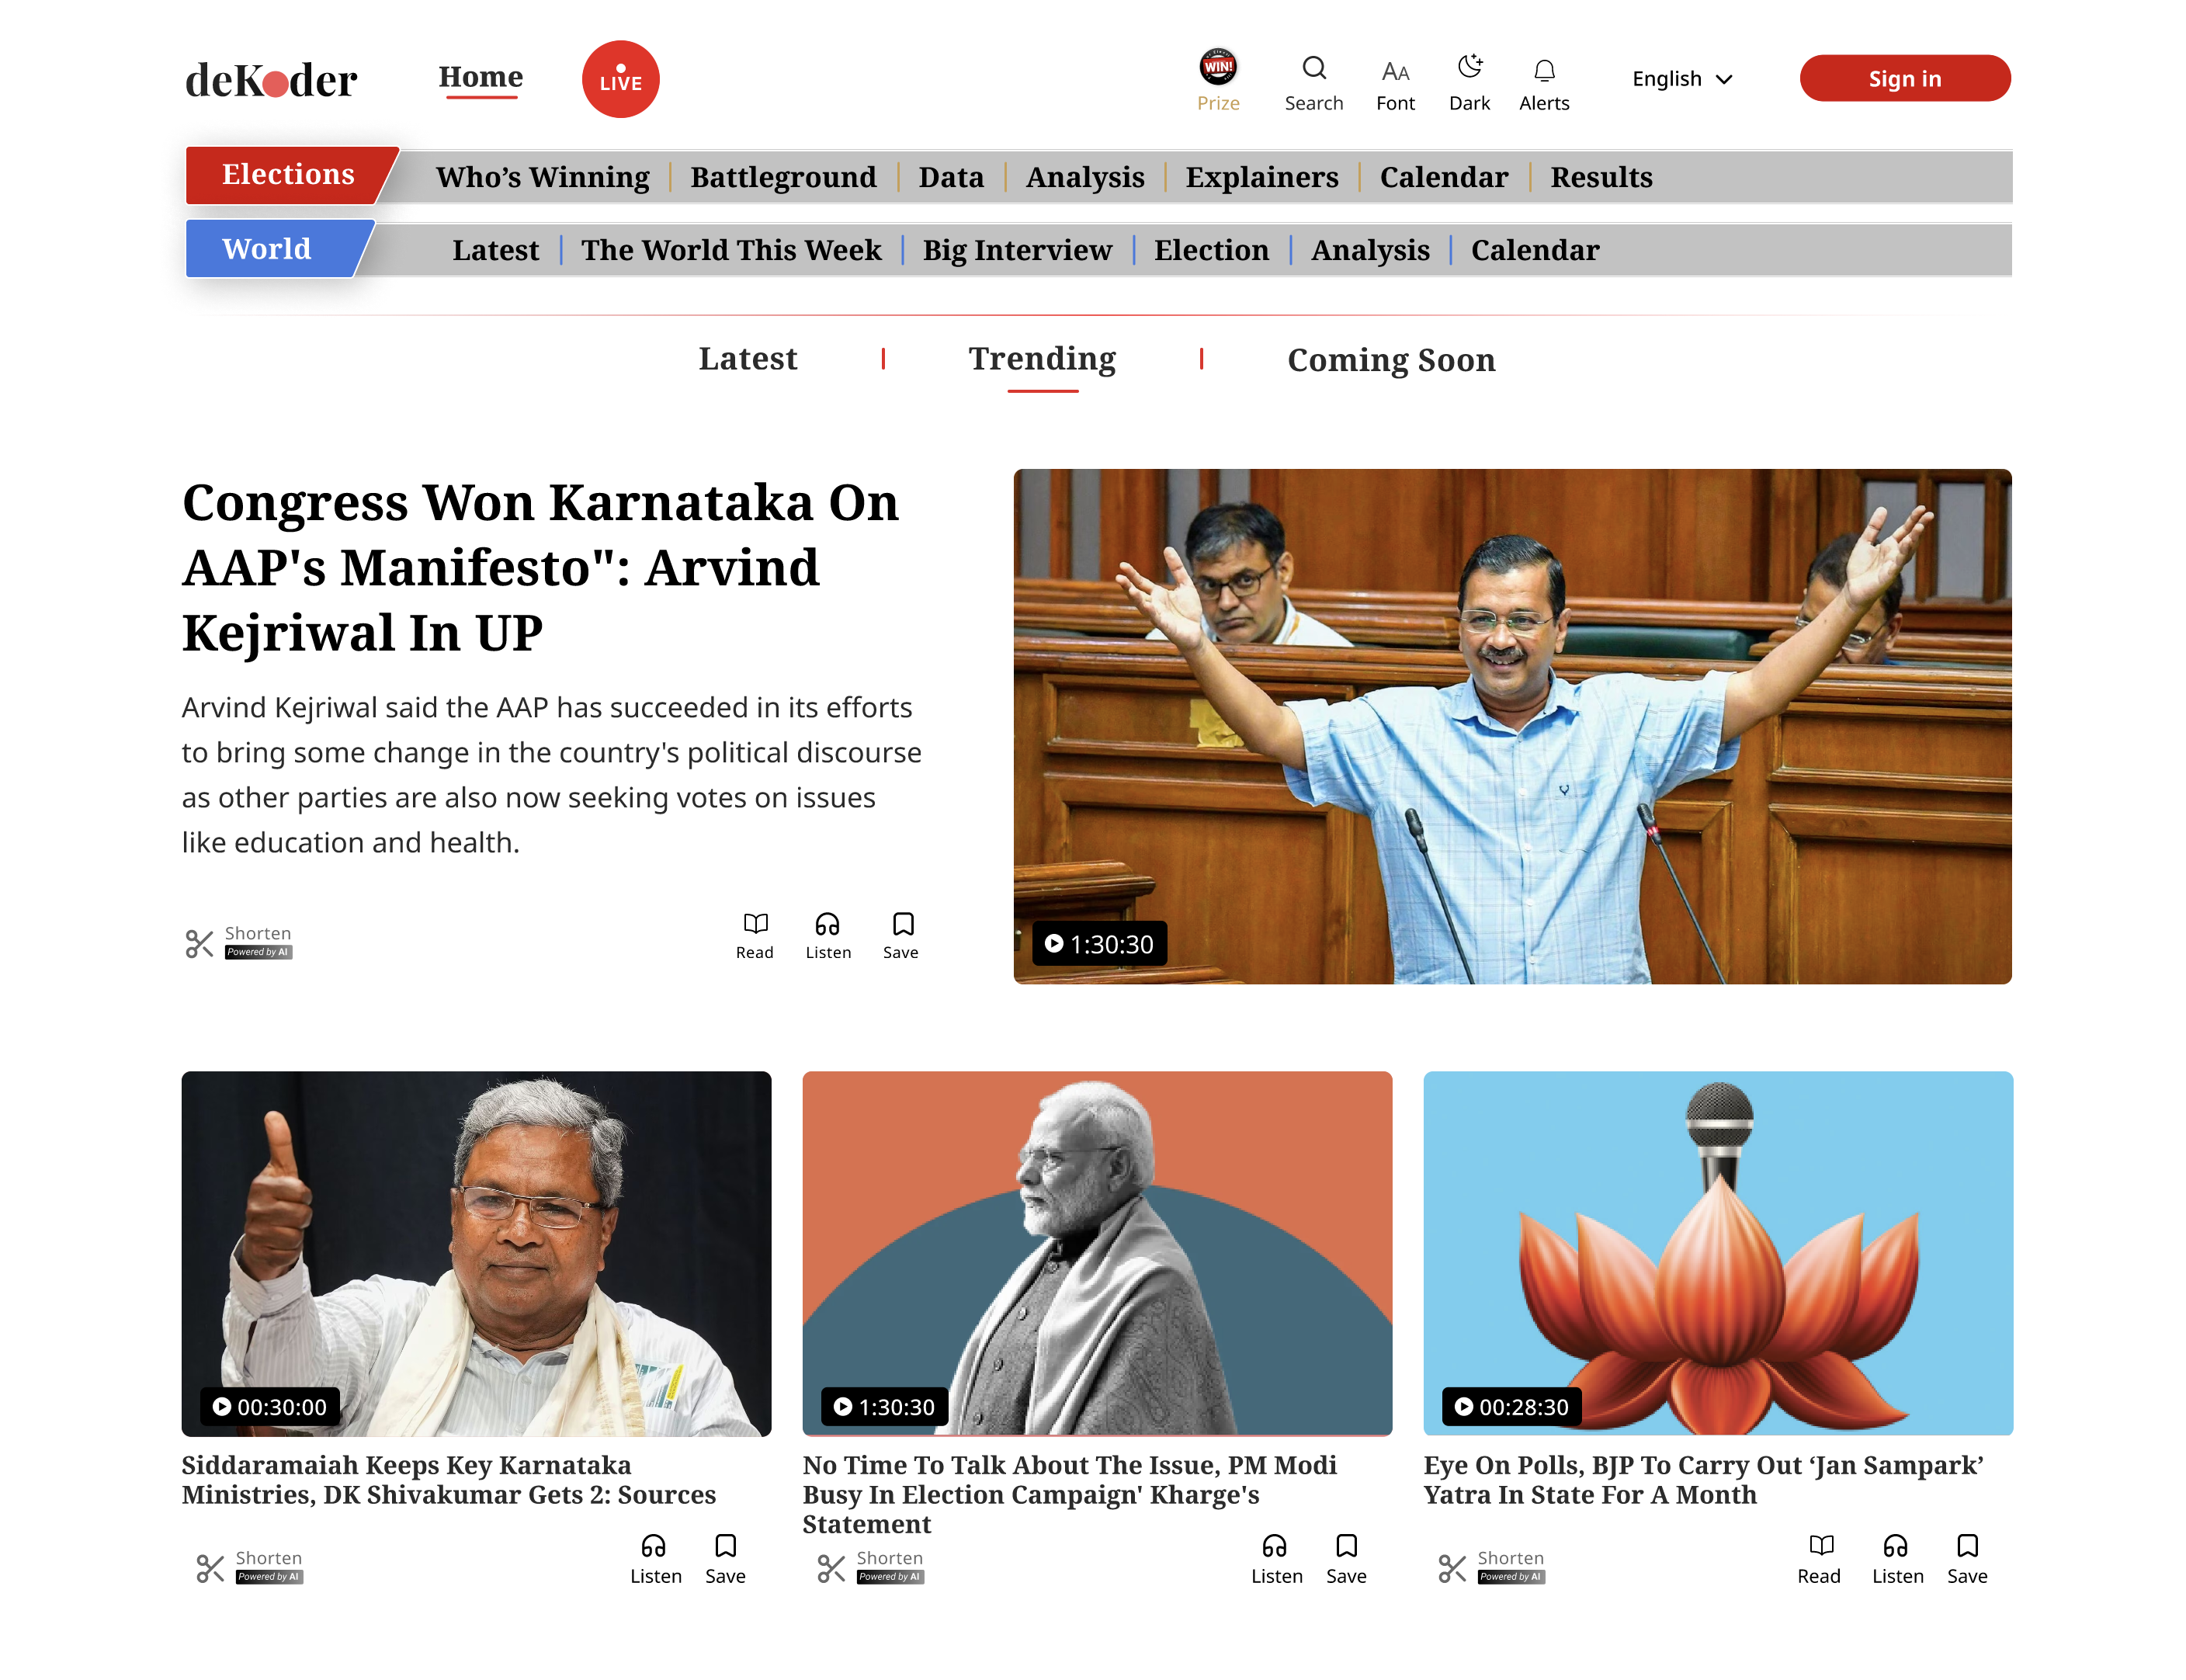 deKoder
Home
LIVE
WIN!
Prize
Search
AA
Font
Dark
Alerts
English
Sign in
Elections
Who’s Winning
Battleground
Data
Analysis
Explainers
Calendar
Results
World
Latest
The World This Week
Big Interview
Election
Analysis
Calendar
Latest
Trending
Coming Soon
Congress Won Karnataka On
AAP's Manifesto": Arvind
Kejriwal In UP
Arvind Kejriwal said the AAP has succeeded in its efforts
to bring some change in the country's political discourse
as other parties are also now seeking votes on issues
like education and health.
Shorten
Powered by AI
Read
Listen
Save
1:30:30
00:30:00
Siddaramaiah Keeps Key Karnataka
Ministries, DK Shivakumar Gets 2: Sources
Shorten
Powered by AI
Listen
Save
1:30:30
No Time To Talk About The Issue, PM Modi
Busy In Election Campaign' Kharge's
Statement
Shorten
Powered by AI
Listen
Save
00:28:30
Eye On Polls, BJP To Carry Out ‘Jan Sampark’
Yatra In State For A Month
Shorten
Powered by AI
Read
Listen
Save